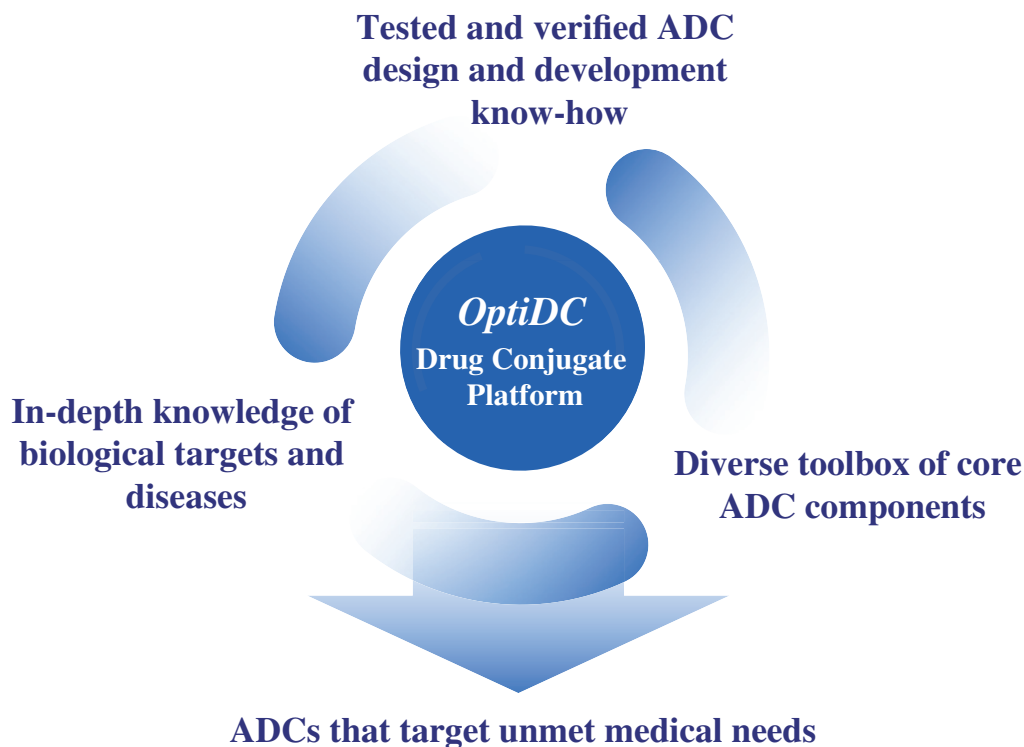 Tested and verified ADC
design and development
know-how
OptiDC
Drug Conjugate
Platform
In-depth knowledge of
biological targets and
diseases
Diverse toolbox of core
ADC components
ADCs that target unmet medical needs